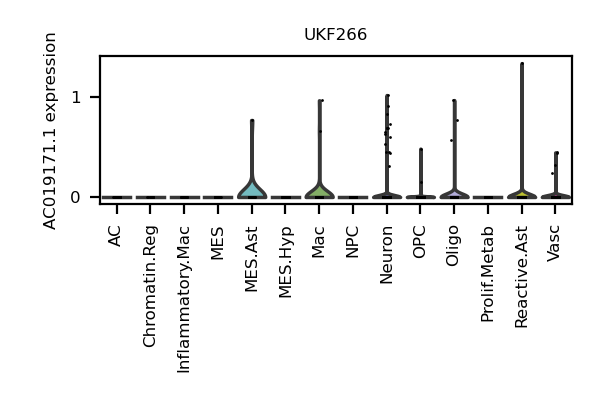 UKF266
AC019171.1 expression
1
0
AC
Chromatin.Reg
Inflammatory.Mac
MES
MES.Ast
MES.Hyp
Mac
NPC
Neuron
OPC
Oligo
Prolif.Metab
Reactive.Ast
Vasc